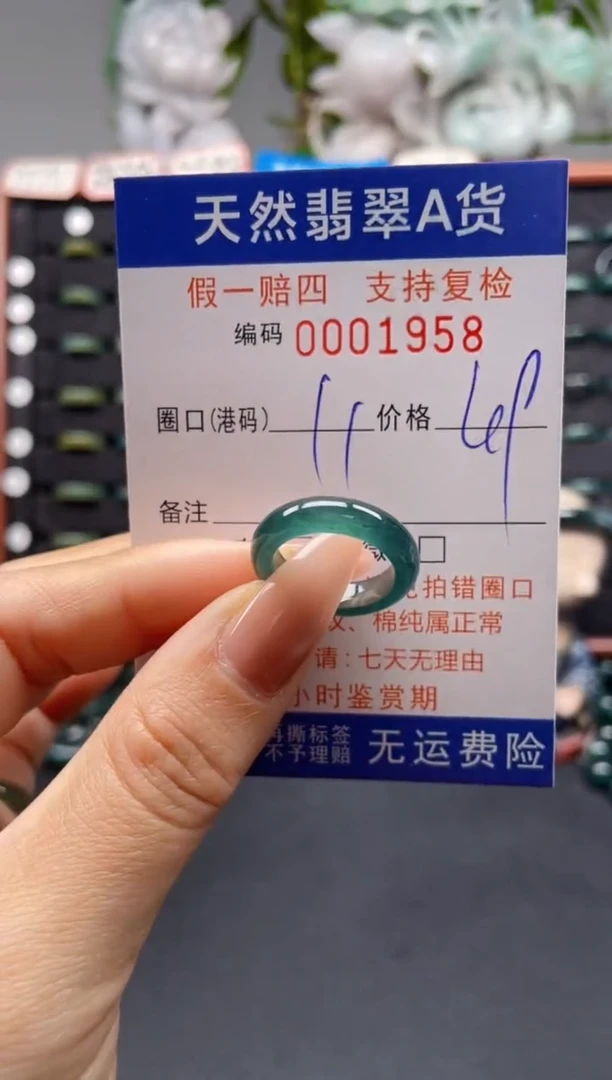 天然翡翠A货
假一赔四 支持复检
编码 0001958
圈口(港码) 11 价格
备注
拍错圈口
、棉纯属正常
请:七天无理由
小时鉴赏期
再撕标签
不予理赔
无运费险